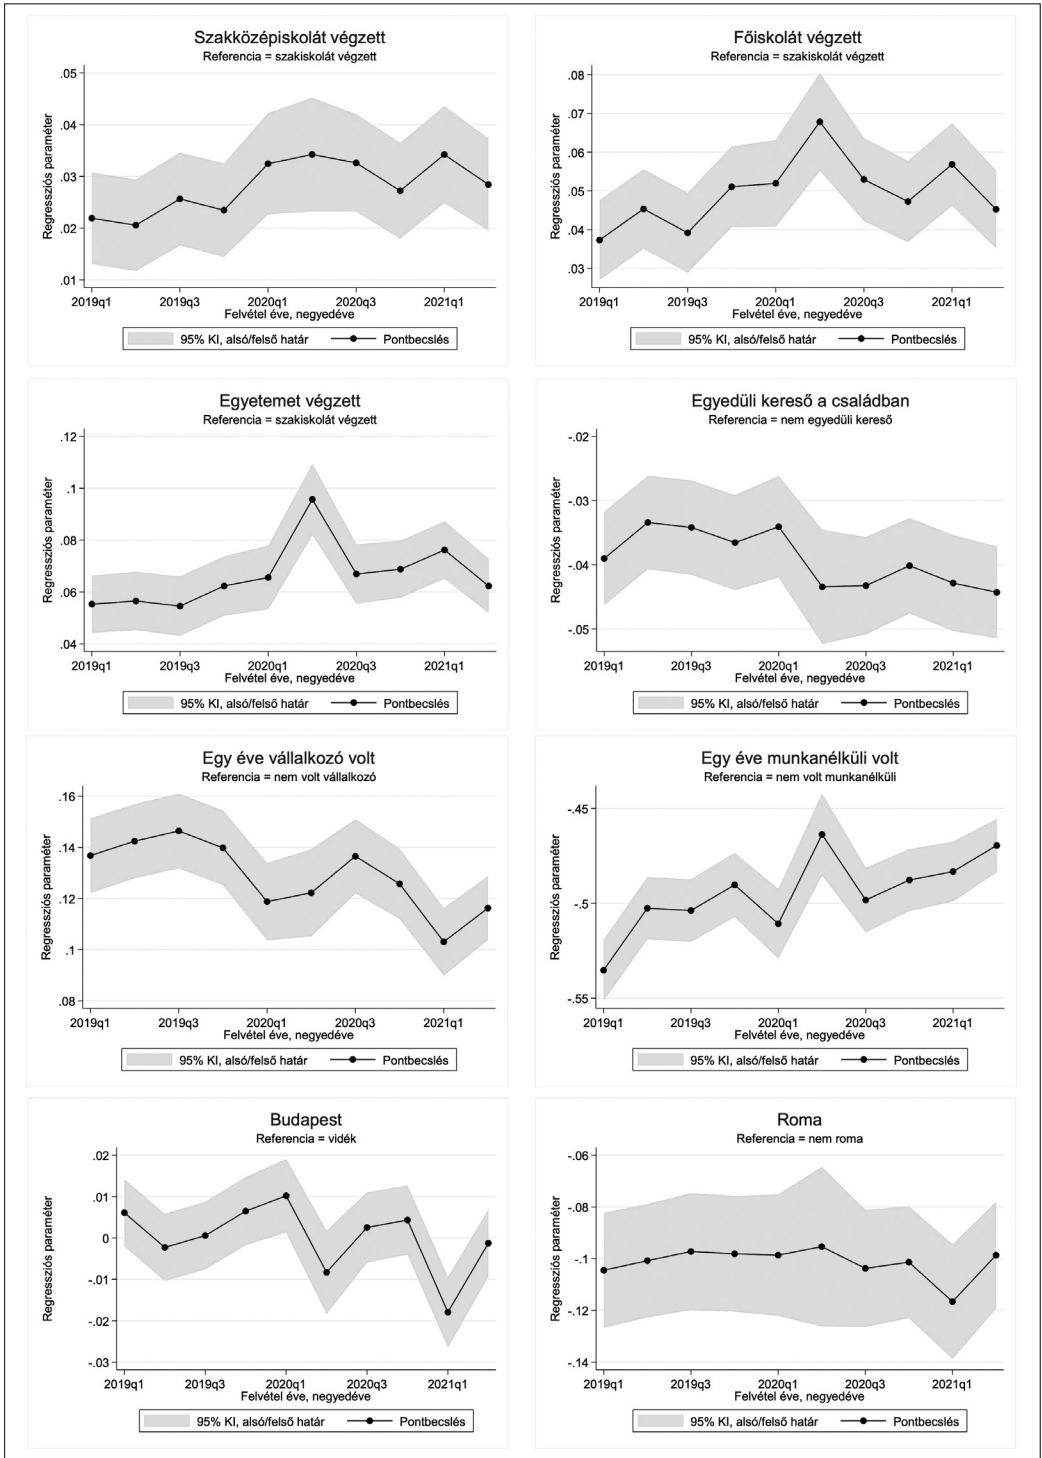 Szakközépiskolát végzett
Referencia = szakiskolát végzett
Regressziós paraméter
.05
.04
.03
.02
.01
2019q1 2019q3 2020q1 2020q3 2021q1
Felvétel éve, negyedéve
95% KI, alsó/felső határ Pontbecslés
Főiskolát végzett
Referencia = szakiskolát végzett
Regressziós paraméter
.08
.07
.06
.05
.04
.03
2019q1 2019q3 2020q1 2020q3 2021q1
Felvétel éve, negyedéve
95% KI, alsó/felső határ Pontbecslés
Egyetemet végzett
Referencia = szakiskolát végzett
Regressziós paraméter
.12
.1
.08
.06
.04
2019q1 2019q3 2020q1 2020q3 2021q1
Felvétel éve, negyedéve
95% KI, alsó/felső határ Pontbecslés
Egyedüli kereső a családban
Referencia = nem egyedüli kereső
Regressziós paraméter
-.02
-.03
-.04
-.05
2019q1 2019q3 2020q1 2020q3 2021q1
Felvétel éve, negyedéve
95% KI, alsó/felső határ Pontbecslés
Egy éve vállalkozó volt
Referencia = nem volt vállalkozó
Regressziós paraméter
.16
.14
.12
.1
.08
2019q1 2019q3 2020q1 2020q3 2021q1
Felvétel éve, negyedéve
95% KI, alsó/felső határ Pontbecslés
Egy éve munkanélküli volt
Referencia = nem volt munkanélküli
Regressziós paraméter
-.45
-.5
-.55
2019q1 2019q3 2020q1 2020q3 2021q1
Felvétel éve, negyedéve
95% KI, alsó/felső határ Pontbecslés
Budapest
Referencia = vidék
Regressziós paraméter
.02
.01
0
-.01
-.02
-.03
2019q1 2019q3 2020q1 2020q3 2021q1
Felvétel éve, negyedéve
95% KI, alsó/felső határ Pontbecslés
Roma
Referencia = nem roma
Regressziós paraméter
-.06
-.08
-.1
-.12
-.14
2019q1 2019q3 2020q1 2020q3 2021q1
Felvétel éve, negyedéve
95% KI, alsó/felső határ Pontbecslés